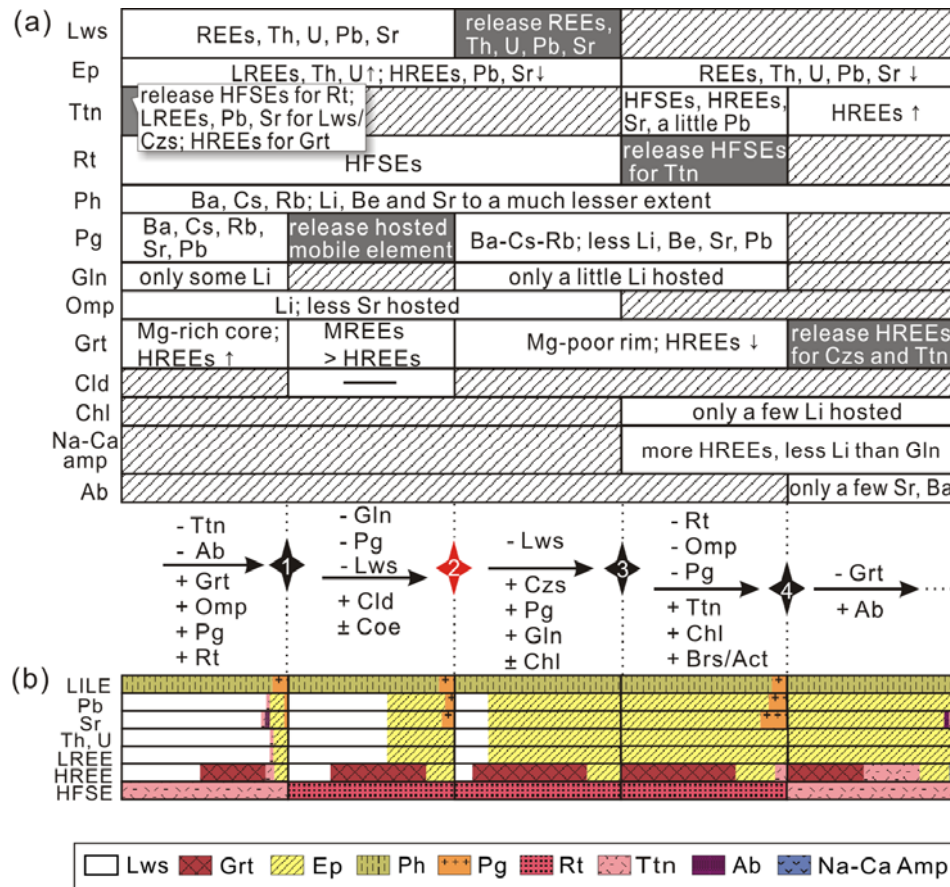 (a)
Lws
REEs, Th, U, Pb, Sr
release REEs,
Th, U, Pb, Sr
Ep
LREEs, Th, U↑; HREEs, Pb, Sr↓
REEs, Th, U, Pb, Sr ↓
Ttn
release HFSEs for Rt;
LREEs, Pb, Sr for Lws/
Czs; HREEs for Grt
HFSEs, HREEs,
Sr, a little Pb
HREEs ↑
Rt
HFSEs
release HFSEs
for Ttn
Ph
Ba, Cs, Rb; Li, Be and Sr to a much lesser extent
Pg
Ba, Cs, Rb,
Sr, Pb
release hosted
mobile element
Ba-Cs-Rb; less Li, Be, Sr, Pb
Gln
only some Li
only a little Li hosted
Omp
Li; less Sr hosted
Grt
Mg-rich core;
HREEs ↑
MREEs
> HREEs
Mg-poor rim; HREEs ↓
release HREEs
for Czs and Ttn
Cld
Chl
only a few Li hosted
Na-Ca
amp
more HREEs, less Li than Gln
Ab
only a few Sr, Ba
- Ttn
- Ab
+ Grt
+ Omp
+ Pg
+ Rt
1
- Gln
- Pg
- Lws
+ Cld
± Coe
2
- Lws
+ Czs
+ Pg
+ Gln
± Chl
3
- Rt
- Omp
- Pg
+ Ttn
+ Chl
+ Brs/Act
4
- Grt
+ Ab
(b)
LILE
Pb
Sr
Th, U
LREE
HREE
HFSE
Lws Grt Ep Ph Pg Rt Ttn Ab Na-Ca Amp